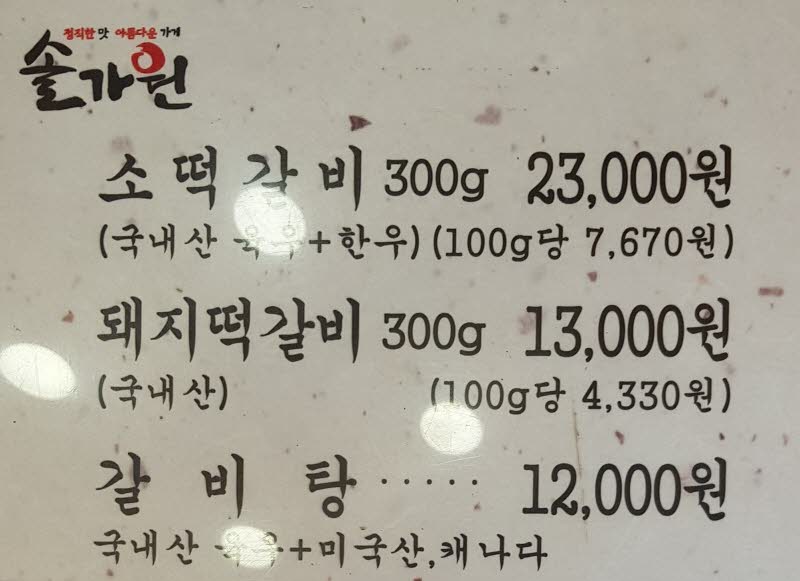 정직한 맛 아름다운 가게
솔가원
소떡갈비 300g 23,000원
(국내산 육우+한우) (100g당 7,670원)
돼지떡갈비 300g 13,000원
(국내산) (100g당 4,330원)
갈비탕 ····· 12,000원
국내산 육우+미국산,캐나다